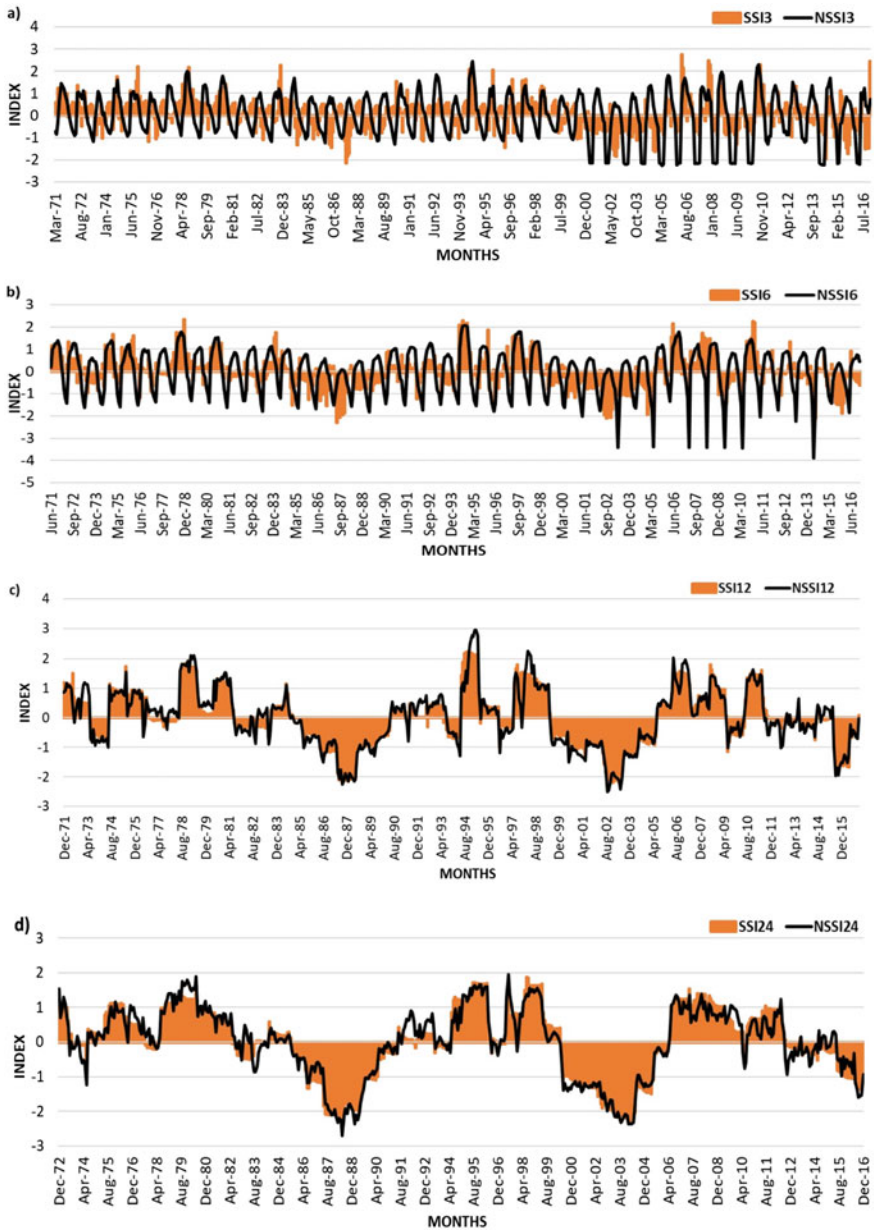 a)
SSI3 NSSI3
4
3
2
1
0
-1
-2
-3
INDEX
Mar-71 Aug-72 Jan-74 Jun-75 Nov-76 Apr-78 Sep-79 Feb-81 Jul-82 Dec-83 May-85 Oct-86 Mar-88 Aug-89 Jan-91 Jun-92 Nov-93 Apr-95 Sep-96 Feb-98 Jul-99 Dec-00 May-02 Oct-03 Mar-05 Aug-06 Jan-08 Jun-09 Nov-10 Apr-12 Sep-13 Feb-15 Jul-16
MONTHS
b)
SSI6 NSSI6
3
2
1
0
-1
-2
-3
-4
-5
INDEX
Jun-71 Sep-72 Dec-73 Mar-75 Jun-76 Sep-77 Dec-78 Mar-80 Jun-81 Sep-82 Dec-83 Mar-85 Jun-86 Sep-87 Dec-88 Mar-90 Jun-91 Sep-92 Dec-93 Mar-95 Jun-96 Sep-97 Dec-98 Mar-00 Jun-01 Sep-02 Dec-03 Mar-05 Jun-06 Sep-07 Dec-08 Mar-10 Jun-11 Sep-12 Dec-13 Mar-15 Jun-16
MONTHS
c)
SSI12 NSSI12
4
3
2
1
0
-1
-2
-3
INDEX
Dec-71 Apr-73 Aug-74 Dec-75 Apr-77 Aug-78 Dec-79 Apr-81 Aug-82 Dec-83 Apr-85 Aug-86 Dec-87 Apr-89 Aug-90 Dec-91 Apr-93 Aug-94 Dec-95 Apr-97 Aug-98 Dec-99 Apr-01 Aug-02 Dec-03 Apr-05 Aug-06 Dec-07 Apr-09 Aug-10 Dec-11 Apr-13 Aug-14 Dec-15
MONTHS
d)
SSI24 NSSI24
3
2
1
0
-1
-2
-3
INDEX
Dec-72 Apr-74 Aug-75 Dec-76 Apr-78 Aug-79 Dec-80 Apr-82 Aug-83 Dec-84 Apr-86 Aug-87 Dec-88 Apr-90 Aug-91 Dec-92 Apr-94 Aug-95 Dec-96 Apr-98 Aug-99 Dec-00 Apr-02 Aug-03 Dec-04 Apr-06 Aug-07 Dec-08 Apr-10 Aug-11 Dec-12 Apr-14 Aug-15 Dec-16
MONTHS